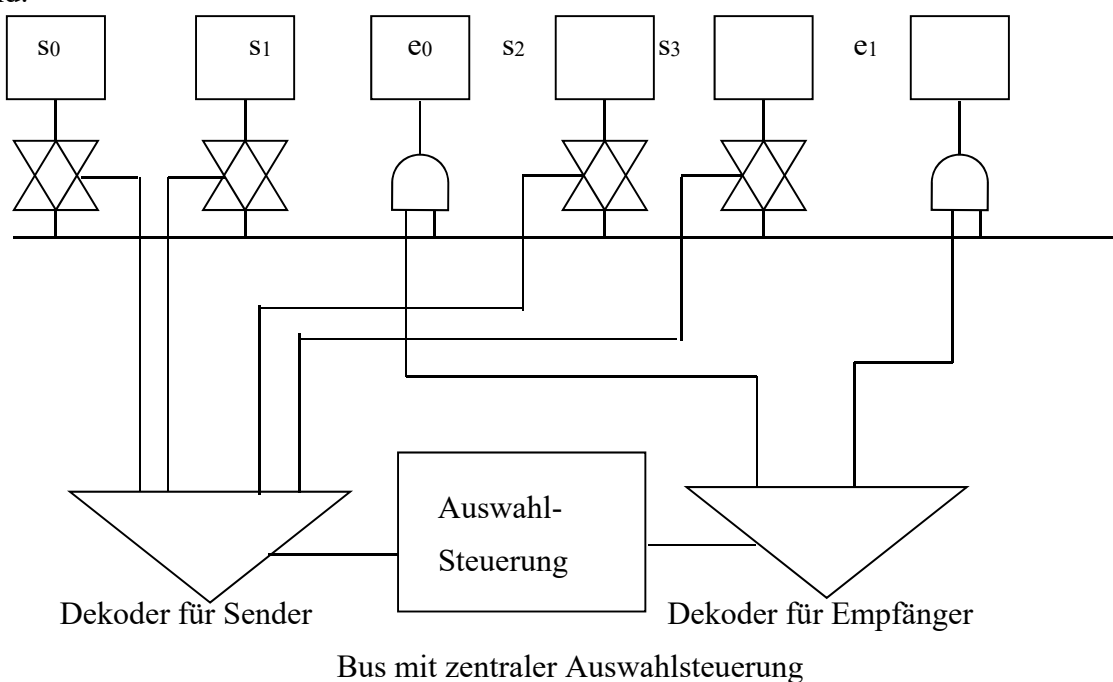 s0 s1 e0 s2 s3 e1
Auswahl-
Steuerung
Dekoder für Sender
Dekoder für Empfänger
Bus mit zentraler Auswahlsteuerung